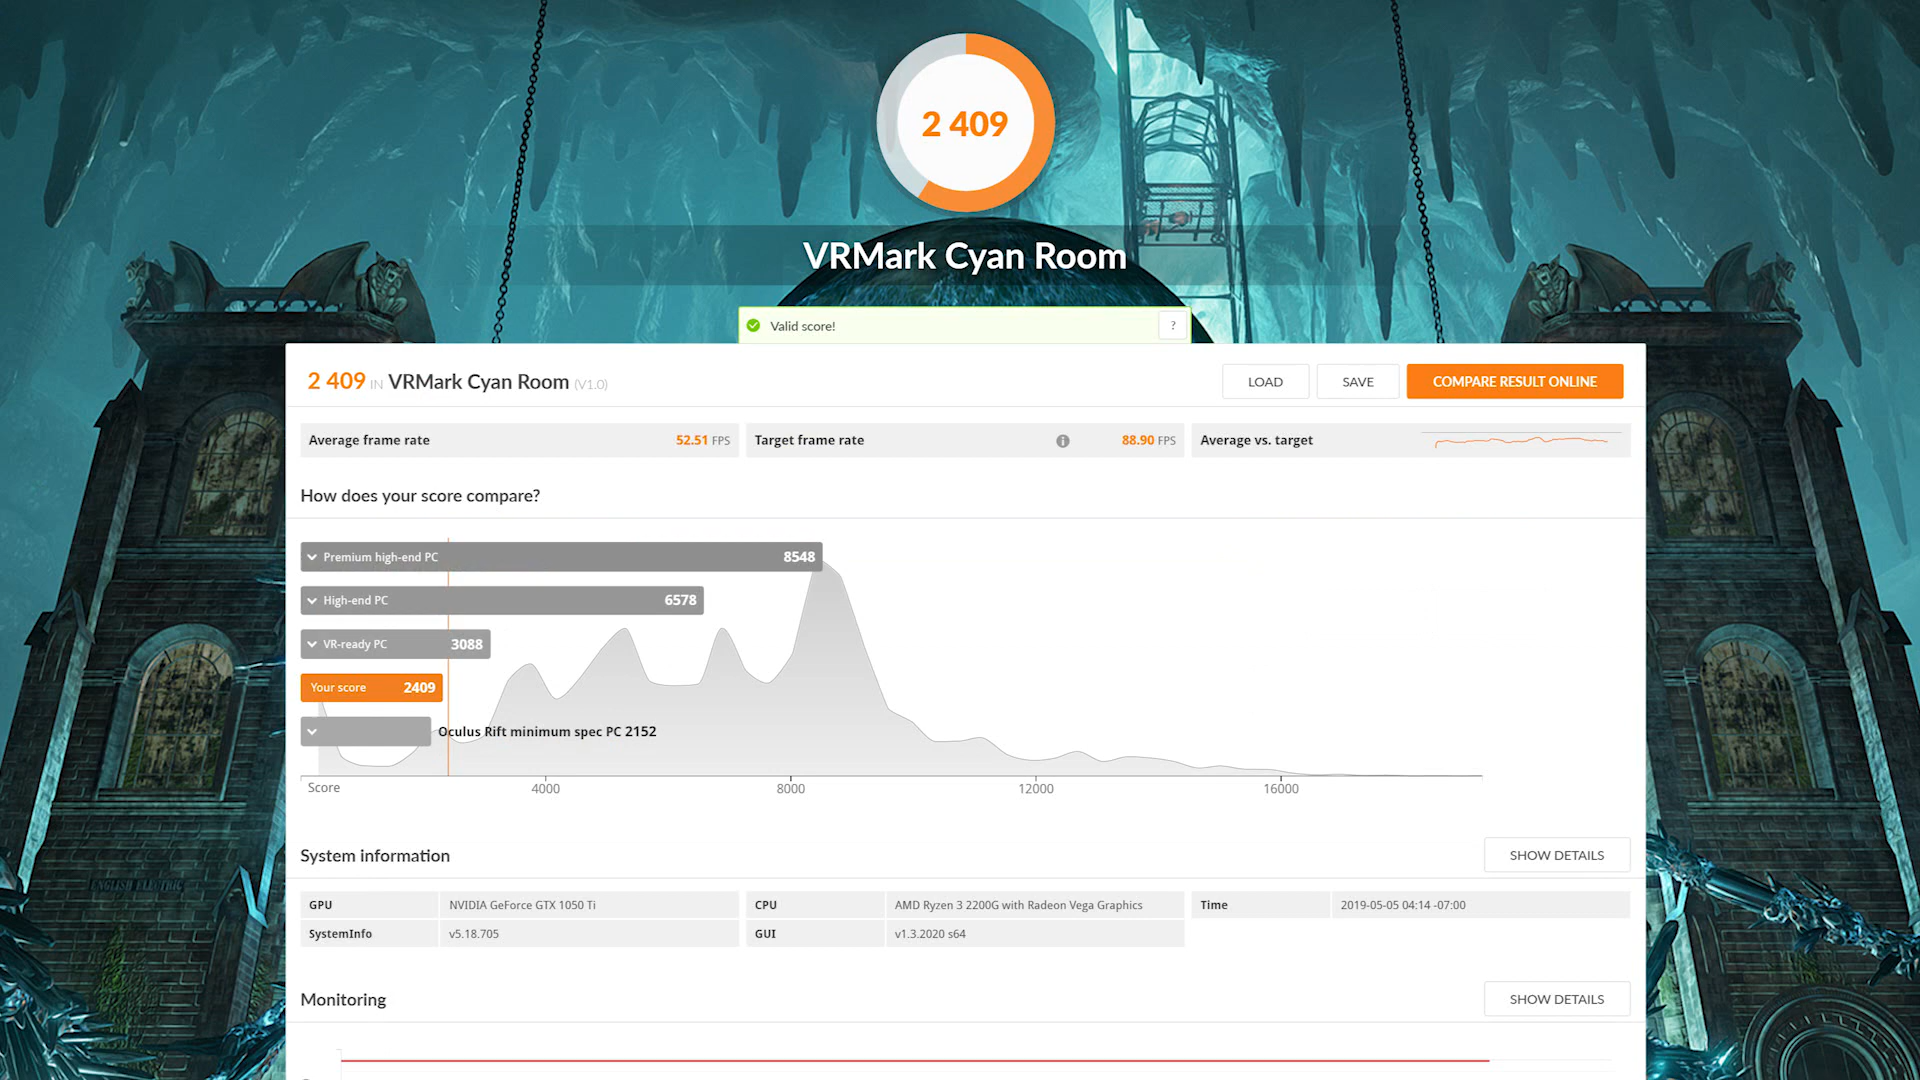 2 409
VRMark Cyan Room
Valid score!
?
2 409 IN VRMark Cyan Room (V1.0)
LOAD
SAVE
COMPARE RESULT ONLINE
Average frame rate
52.51 FPS
Target frame rate
88.90 FPS
Average vs. target
How does your score compare?
Premium high-end PC
8548
High-end PC
6578
VR-ready PC
3088
Your score
2409
Oculus Rift minimum spec PC 2152
Score
4000
8000
12000
16000
System information
SHOW DETAILS
GPU
NVIDIA GeForce GTX 1050 Ti
CPU
AMD Ryzen 3 2200G with Radeon Vega Graphics
Time
2019-05-05 04:14 -07:00
SystemInfo
v5.18.705
GUI
v1.3.2020 s64
ENGLISH ELECTRIC
Monitoring
SHOW DETAILS